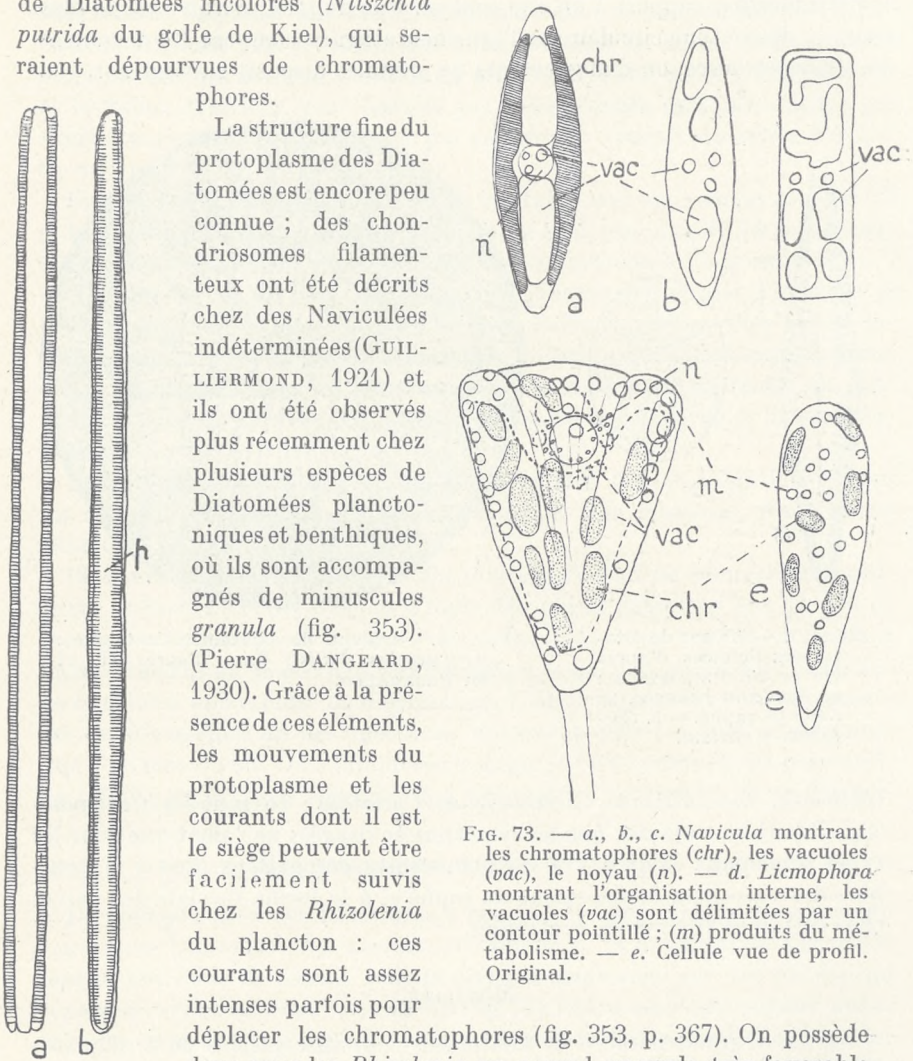 de Diatomées incolores (Nitszchia
putrida du golfe de Kiel), qui se-
raient dépourvues de chromato-
phores.
La structure fine du
protoplasme des Dia-
tomées est encore peu
connue ; des chon-
driosomes filamen-
teux ont été décrits
chez des Naviculées
indéterminées (GUIL-
LIERMOND, 1921) et
ils ont été observés
plus récemment chez
plusieurs espèces de
Diatomées plancto-
niques et benthiques,
où ils sont accompa-
gnés de minuscules
granula (fig. 353).
(Pierre DANGEARD,
1930). Grâce à la pré-
sence de ces éléments,
les mouvements du
protoplasme et les
courants dont il est
le siège peuvent être
facilement suivis
chez les Rhizolenia
du plancton : ces
courants sont assez
intenses parfois pour
déplacer les chromatophores (fig. 353, p. 367). On possède
a
b
chr
vac
vac
n
a
b
n
m
vac
chr
e
d
e
FIG. 73. — a., b., c. Navicula montrant
les chromatophores (chr), les vacuoles
(vac), le noyau (n). — d. Licmophora
montrant l'organisation interne, les
vacuoles (vac) sont délimitées par un
contour pointillé ; (m) produits du mé-
tabolisme. — e. Cellule vue de profil.
Original.